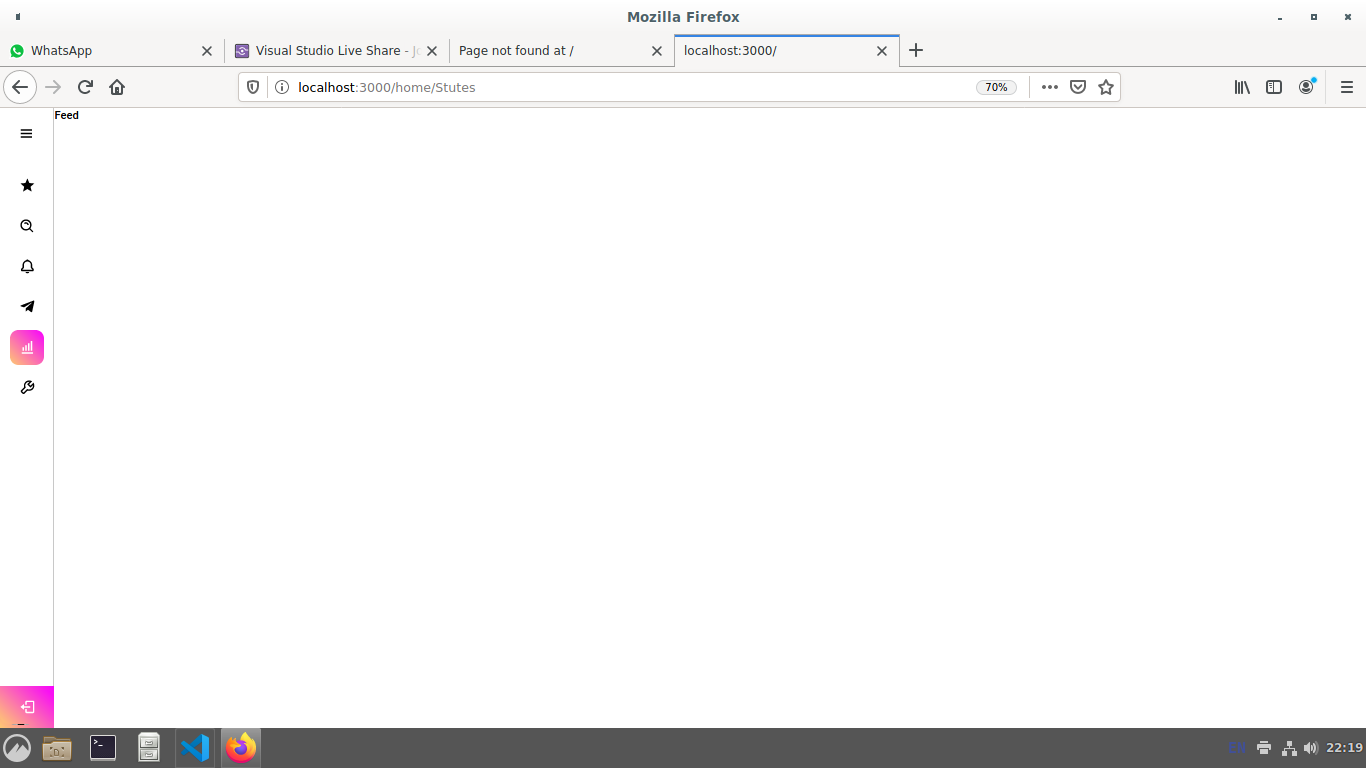 Mozilla Firefox
WhatsApp
Visual Studio Live Share - Jo
Page not found at /
localhost:3000/
localhost:3000/home/Stutes
70%
Feed
EN
22:19